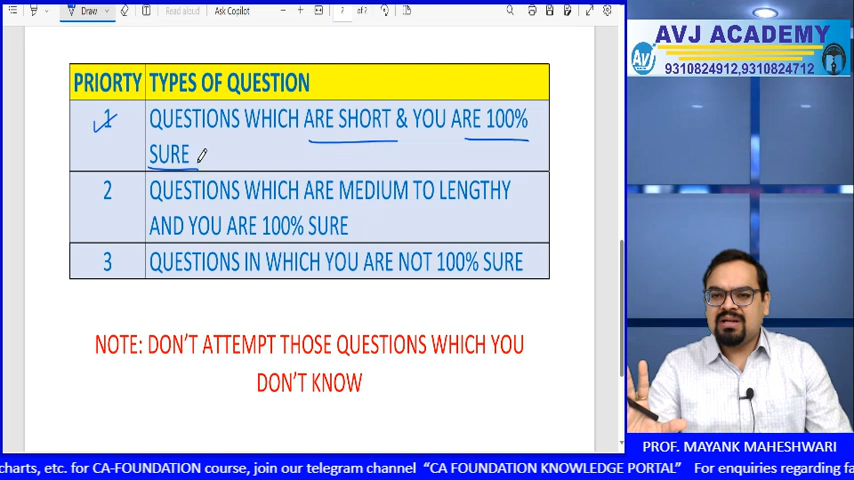 Draw
Read aloud
Ask Copilot
AVJ ACADEMY
Avj
9310824912,9310824712
PRIORTY TYPES OF QUESTION
1 QUESTIONS WHICH ARE SHORT & YOU ARE 100%
SURE
2 QUESTIONS WHICH ARE MEDIUM TO LENGTHY
AND YOU ARE 100% SURE
3 QUESTIONS IN WHICH YOU ARE NOT 100% SURE
NOTE: DON'T ATTEMPT THOSE QUESTIONS WHICH YOU
DON'T KNOW
PROF. MAYANK MAHESHWARI
charts, etc. for CA-FOUNDATION course, join our telegram channel “CA FOUNDATION KNOWLEDGE PORTAL” For enquiries regarding fa